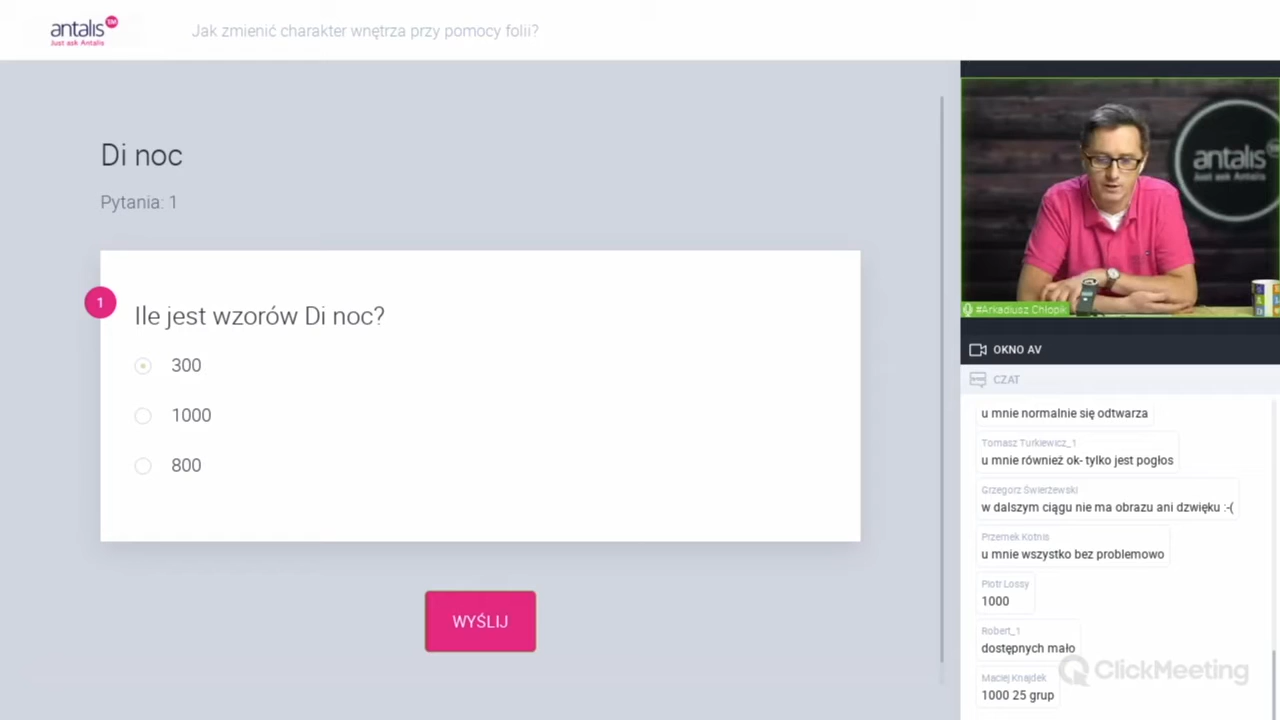 antalis TM
Just ask Antalis
Jak zmienić charakter wnętrza przy pomocy folii?
Di noc
Pytania: 1
1
Ile jest wzorów Di noc?
300
1000
800
WYŚLIJ
antalis
Just ask Antalis
#Arkadiusz Chłopik
OKNO AV
CZAT
u mnie normalnie się odtwarza
Tomasz Turkiewicz_1
u mnie również ok- tylko jest pogłos
Grzegorz Świerżewski
w dalszym ciągu nie ma obrazu ani dzwięku :-(
Przemek Kotnis
u mnie wszystko bez problemowo
Piotr Lossy
1000
Robert_1
dostępnych mało
Maciej Knajdek
1000 25 grup
ClickMeeting